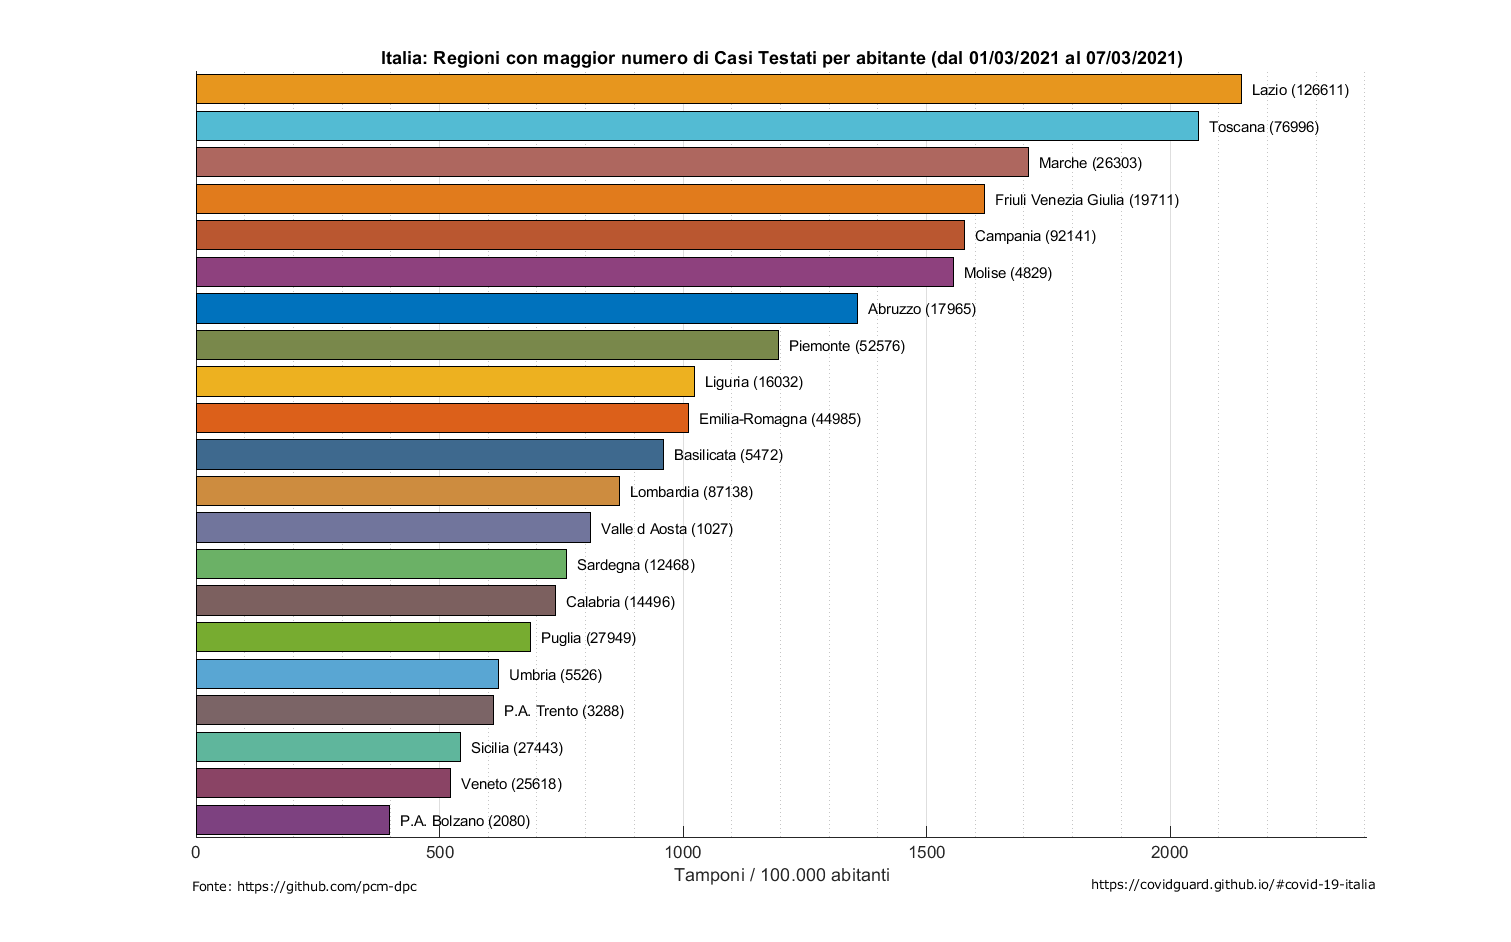 Italia: Regioni con maggior numero di Casi Testati per abitante (dal 01/03/2021 al 07/03/2021)
Lazio (126611)
Toscana (76996)
Marche (26303)
Friuli Venezia Giulia (19711)
Campania (92141)
Molise (4829)
Abruzzo (17965)
Piemonte (52576)
Liguria (16032)
Emilia-Romagna (44985)
Basilicata (5472)
Lombardia (87138)
Valle d Aosta (1027)
Sardegna (12468)
Calabria (14496)
Puglia (27949)
Umbria (5526)
P.A. Trento (3288)
Sicilia (27443)
Veneto (25618)
P.A. Bolzano (2080)
0 500 1000 1500 2000
Tamponi / 100.000 abitanti
Fonte: https://github.com/pcm-dpc
https://covidguard.github.io/#covid-19-italia